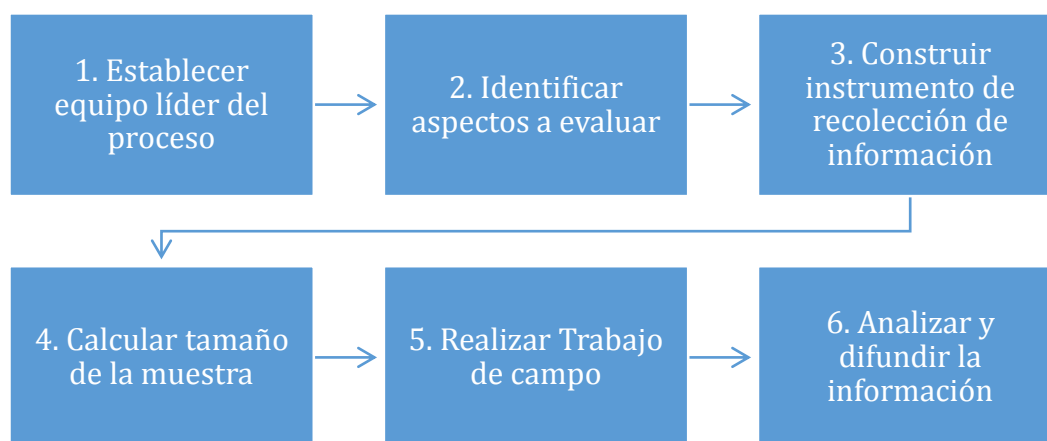 1. Establecer
equipo líder del
proceso
2. Identificar
aspectos a evaluar
3. Construir
instrumento de
recolección de
información
4. Calcular tamaño
de la muestra
5. Realizar Trabajo
de campo
6. Analizar y
difundir la
información